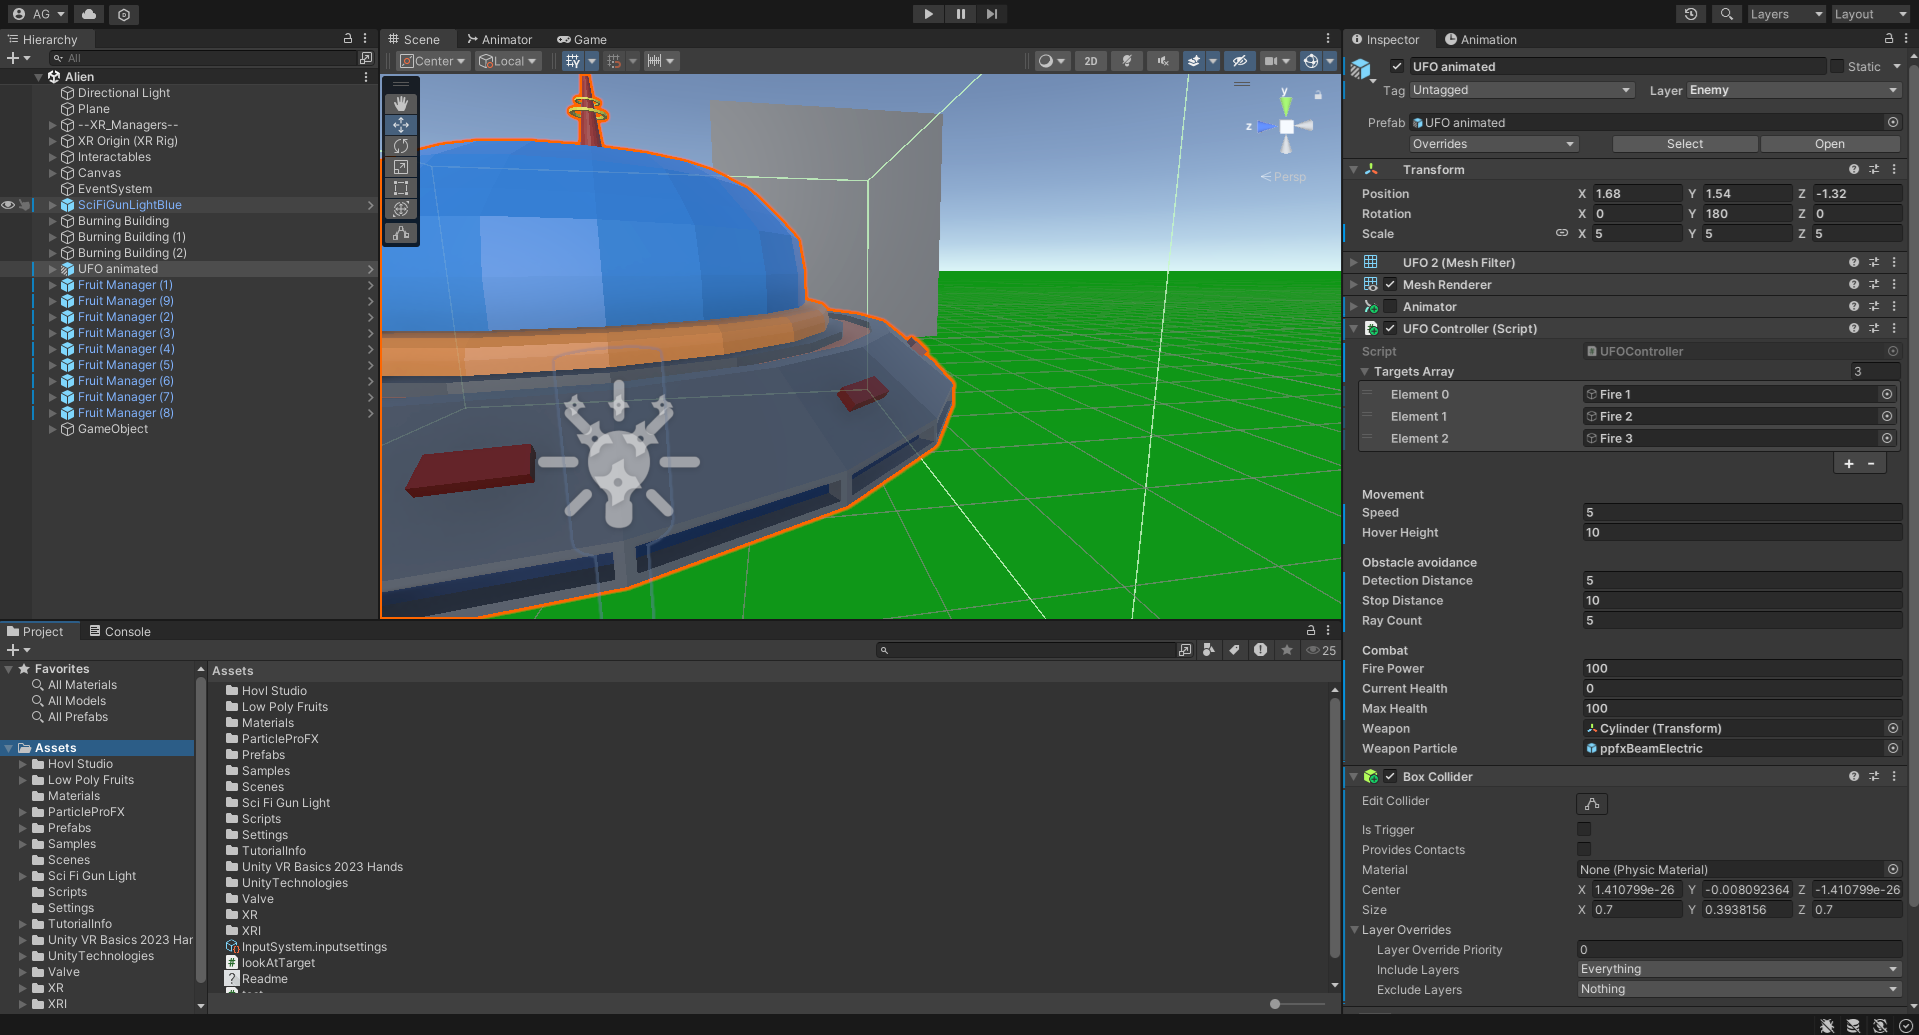 AG
Layers
Layout
Hierarchy
All
Alien
Directional Light
Plane
--XR_Managers--
XR Origin (XR Rig)
Interactables
Canvas
EventSystem
SciFiGunLightBlue
Burning Building
Burning Building (1)
Burning Building (2)
UFO animated
Fruit Manager (1)
Fruit Manager (9)
Fruit Manager (2)
Fruit Manager (3)
Fruit Manager (4)
Fruit Manager (5)
Fruit Manager (6)
Fruit Manager (7)
Fruit Manager (8)
GameObject
Scene Animator Game
Center Local 2D
y
z
Persp
Inspector Animation
UFO animated Static
Tag Untagged Layer Enemy
Prefab UFO animated
Overrides Select Open
Transform
Position X 1.68 Y 1.54 Z -1.32
Rotation X 0 Y 180 Z 0
Scale X 5 Y 5 Z 5
UFO 2 (Mesh Filter)
Mesh Renderer
Animator
UFO Controller (Script)
Script UFOController
Targets Array 3
Element 0 Fire 1
Element 1 Fire 2
Element 2 Fire 3
+ -
Movement
Speed 5
Hover Height 10
Obstacle avoidance
Detection Distance 5
Stop Distance 10
Ray Count 5
Combat
Fire Power 100
Current Health 0
Max Health 100
Weapon Cylinder (Transform)
Weapon Particle ppfxBeamElectric
Box Collider
Edit Collider
Is Trigger
Provides Contacts
Material None (Physic Material)
Center X 1.410799e-26 Y -0.008092364 Z -1.410799e-26
Size X 0.7 Y 0.3938156 Z 0.7
Layer Overrides
Layer Override Priority 0
Include Layers Everything
Exclude Layers Nothing
Project Console
25
Favorites
All Materials
All Models
All Prefabs
Assets
Hovl Studio
Low Poly Fruits
Materials
ParticleProFX
Prefabs
Samples
Scenes
Sci Fi Gun Light
Scripts
Settings
TutorialInfo
Unity VR Basics 2023 Har
UnityTechnologies
Valve
XR
XRI
Assets
Hovl Studio
Low Poly Fruits
Materials
ParticleProFX
Prefabs
Samples
Scenes
Sci Fi Gun Light
Scripts
Settings
TutorialInfo
Unity VR Basics 2023 Hands
UnityTechnologies
Valve
XR
XRI
InputSystem.inputsettings
lookAtTarget
Readme